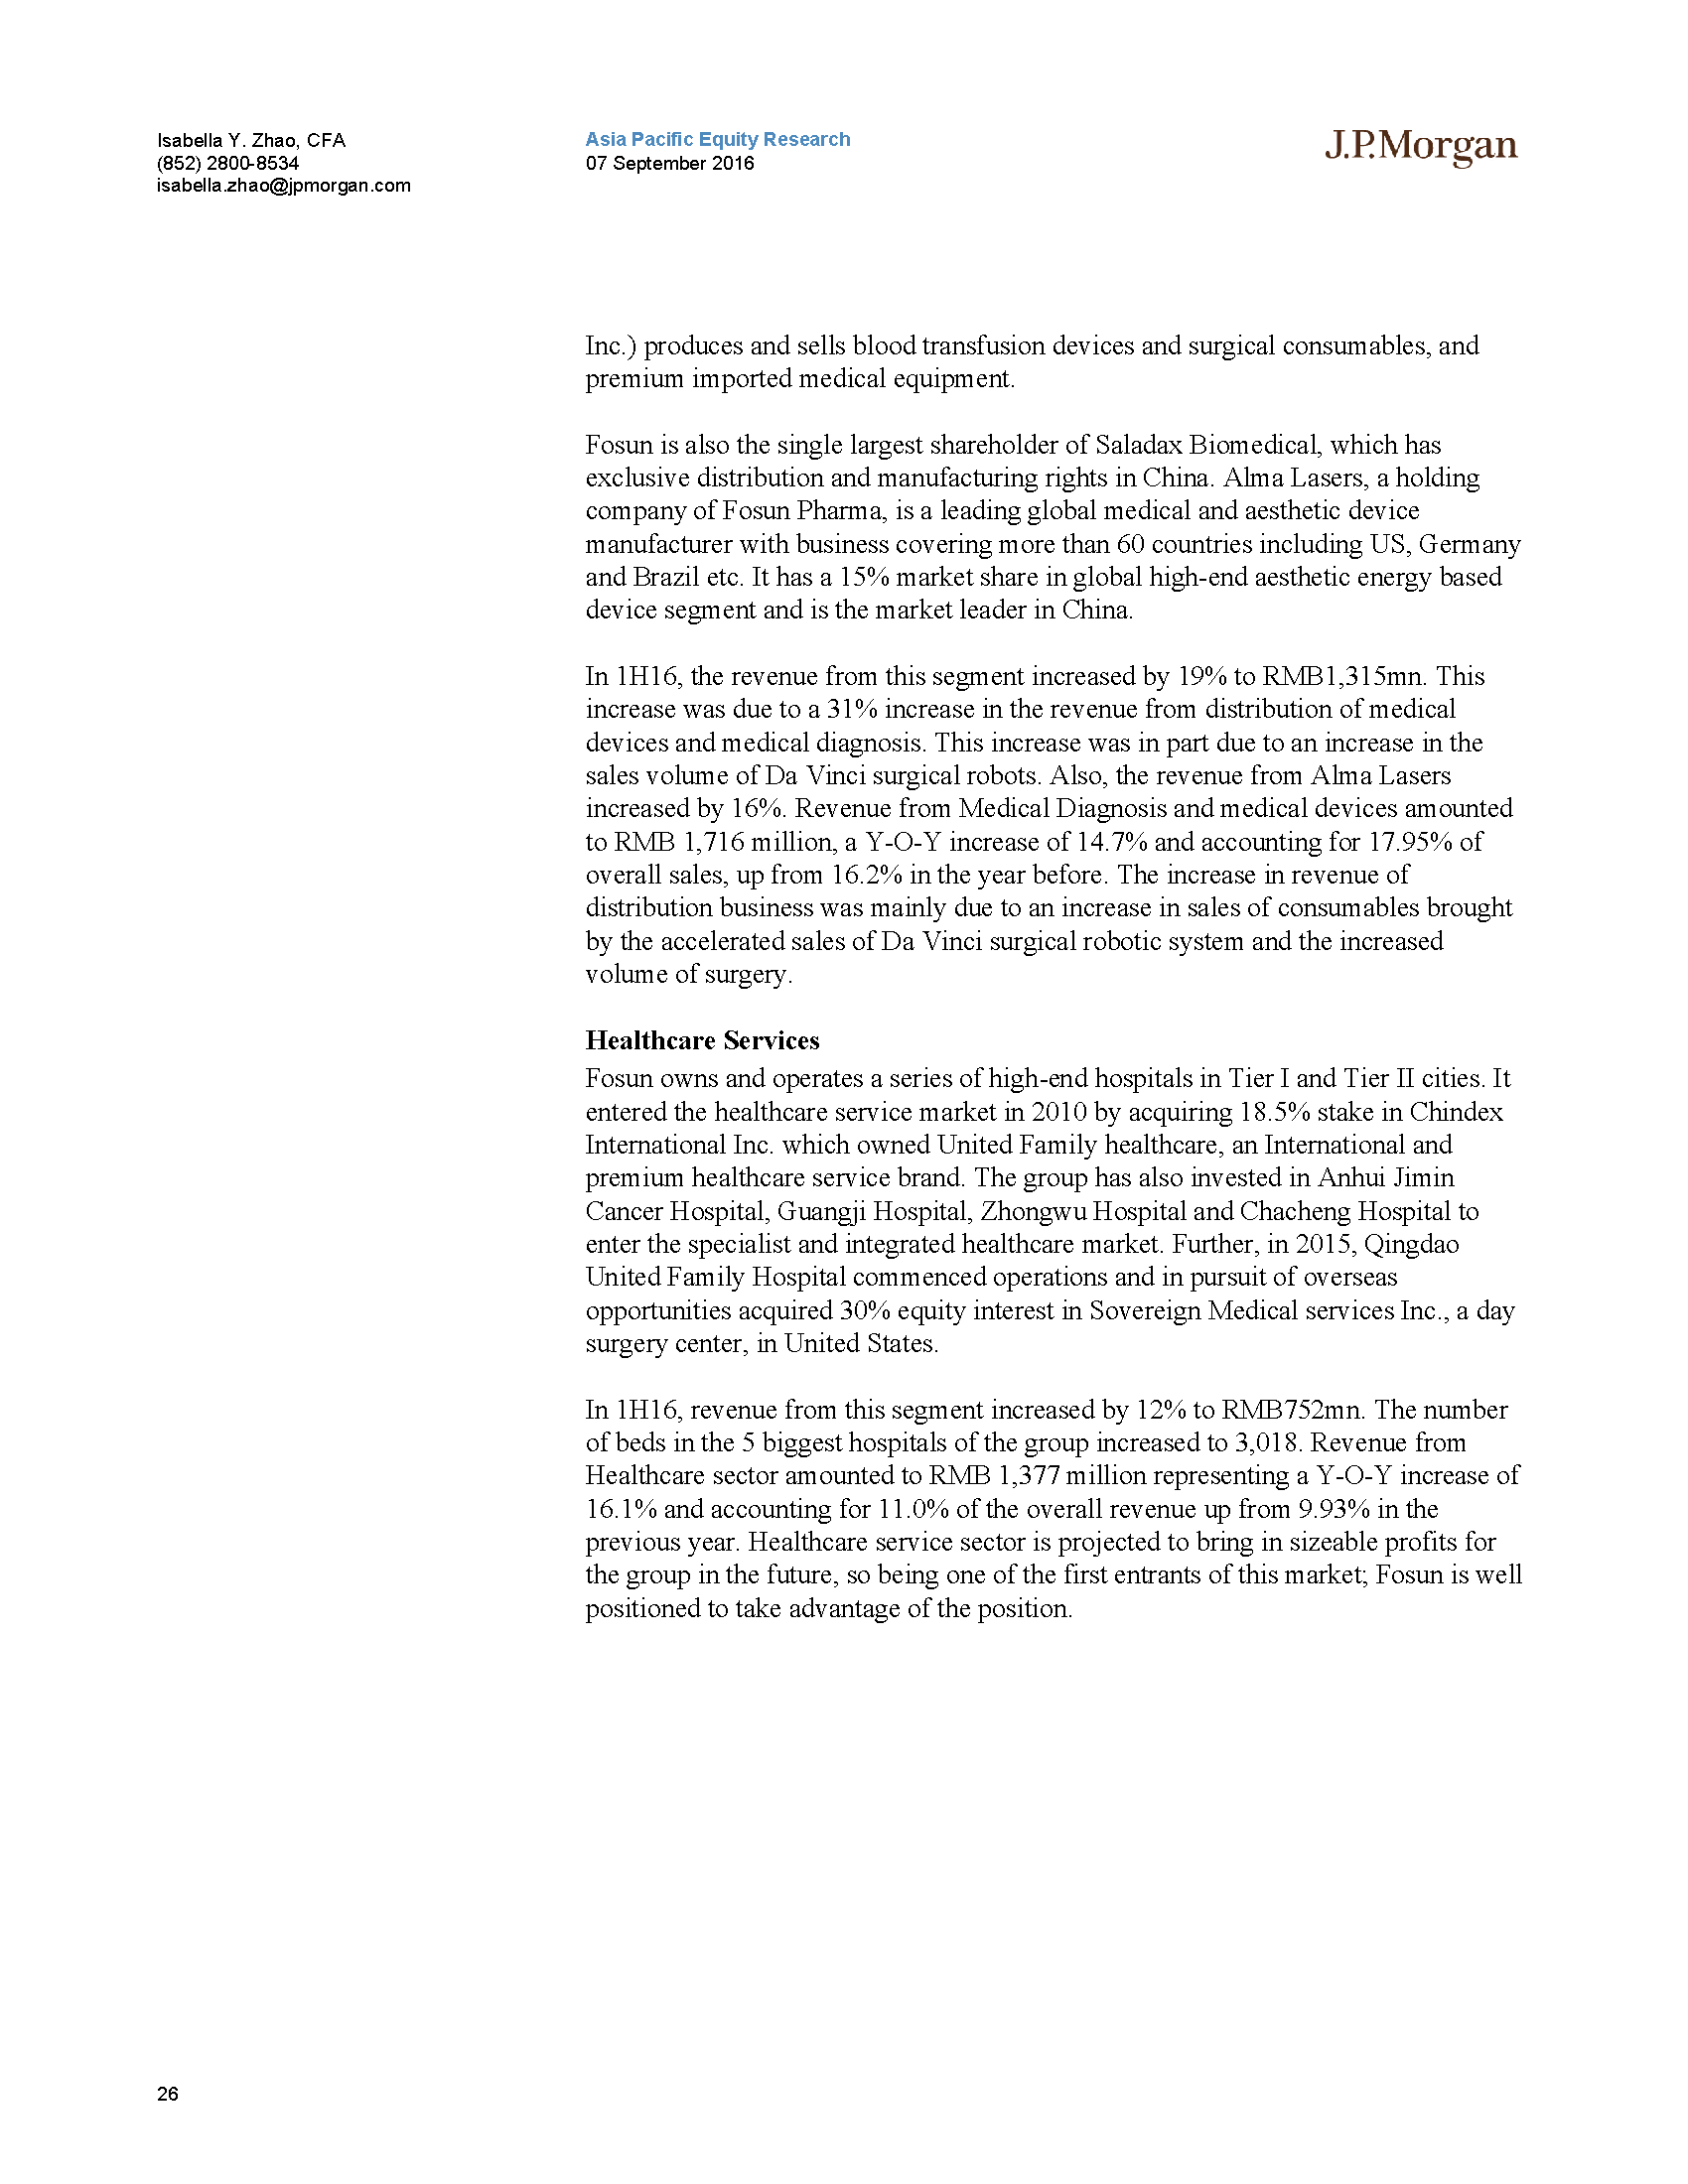 Isabella Y. Zhao, CFA
(852) 2800-8534
isabella.zhao@jpmorgan.com
Asia Pacific Equity Research
07 September 2016
J.P.Morgan
Inc.) produces and sells blood transfusion devices and surgical consumables, and
premium imported medical equipment.
Fosun is also the single largest shareholder of Saladax Biomedical, which has
exclusive distribution and manufacturing rights in China. Alma Lasers, a holding
company of Fosun Pharma, is a leading global medical and aesthetic device
manufacturer with business covering more than 60 countries including US, Germany
and Brazil etc. It has a 15% market share in global high-end aesthetic energy based
device segment and is the market leader in China.
In 1H16, the revenue from this segment increased by 19% to RMB1,315mn. This
increase was due to a 31% increase in the revenue from distribution of medical
devices and medical diagnosis. This increase was in part due to an increase in the
sales volume of Da Vinci surgical robots. Also, the revenue from Alma Lasers
increased by 16%. Revenue from Medical Diagnosis and medical devices amounted
to RMB 1,716 million, a Y-O-Y increase of 14.7% and accounting for 17.95% of
overall sales, up from 16.2% in the year before. The increase in revenue of
distribution business was mainly due to an increase in sales of consumables brought
by the accelerated sales of Da Vinci surgical robotic system and the increased
volume of surgery.
Healthcare Services
Fosun owns and operates a series of high-end hospitals in Tier I and Tier II cities. It
entered the healthcare service market in 2010 by acquiring 18.5% stake in Chindex
International Inc. which owned United Family healthcare, an International and
premium healthcare service brand. The group has also invested in Anhui Jimin
Cancer Hospital, Guangji Hospital, Zhongwu Hospital and Chacheng Hospital to
enter the specialist and integrated healthcare market. Further, in 2015, Qingdao
United Family Hospital commenced operations and in pursuit of overseas
opportunities acquired 30% equity interest in Sovereign Medical services Inc., a day
surgery center, in United States.
In 1H16, revenue from this segment increased by 12% to RMB752mn. The number
of beds in the 5 biggest hospitals of the group increased to 3,018. Revenue from
Healthcare sector amounted to RMB 1,377 million representing a Y-O-Y increase of
16.1% and accounting for 11.0% of the overall revenue up from 9.93% in the
previous year. Healthcare service sector is projected to bring in sizeable profits for
the group in the future, so being one of the first entrants of this market; Fosun is well
positioned to take advantage of the position.
26